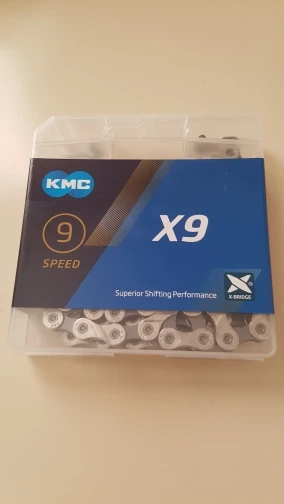 KMC
9
SPEED
X9
Superior Shifting Performance
X-BRIDGE